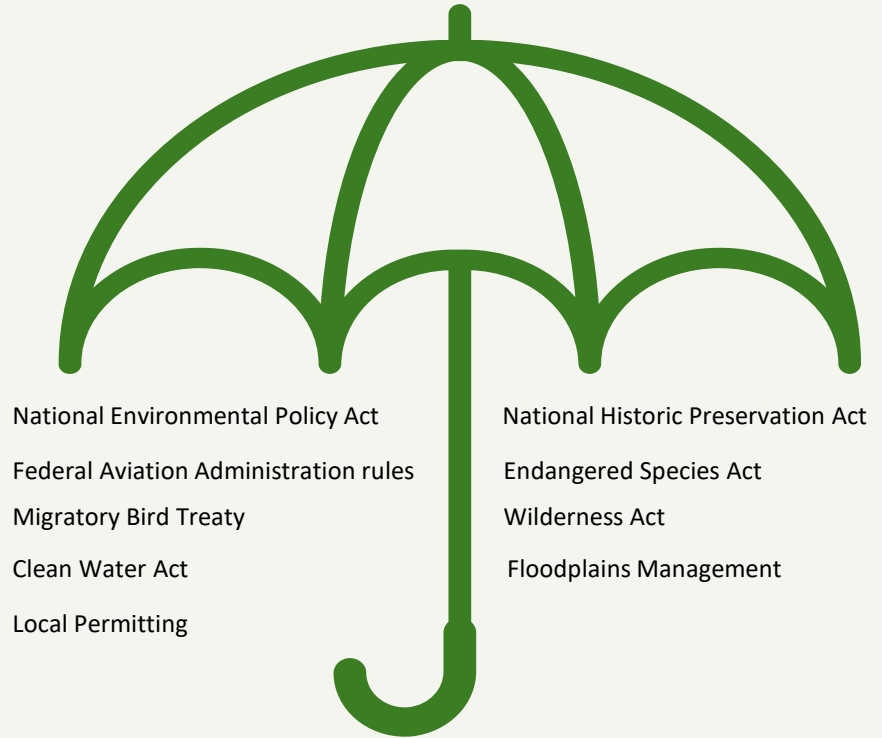 National Environmental Policy Act
Federal Aviation Administration rules
Migratory Bird Treaty
Clean Water Act
Local Permitting
National Historic Preservation Act
Endangered Species Act
Wilderness Act
Floodplains Management